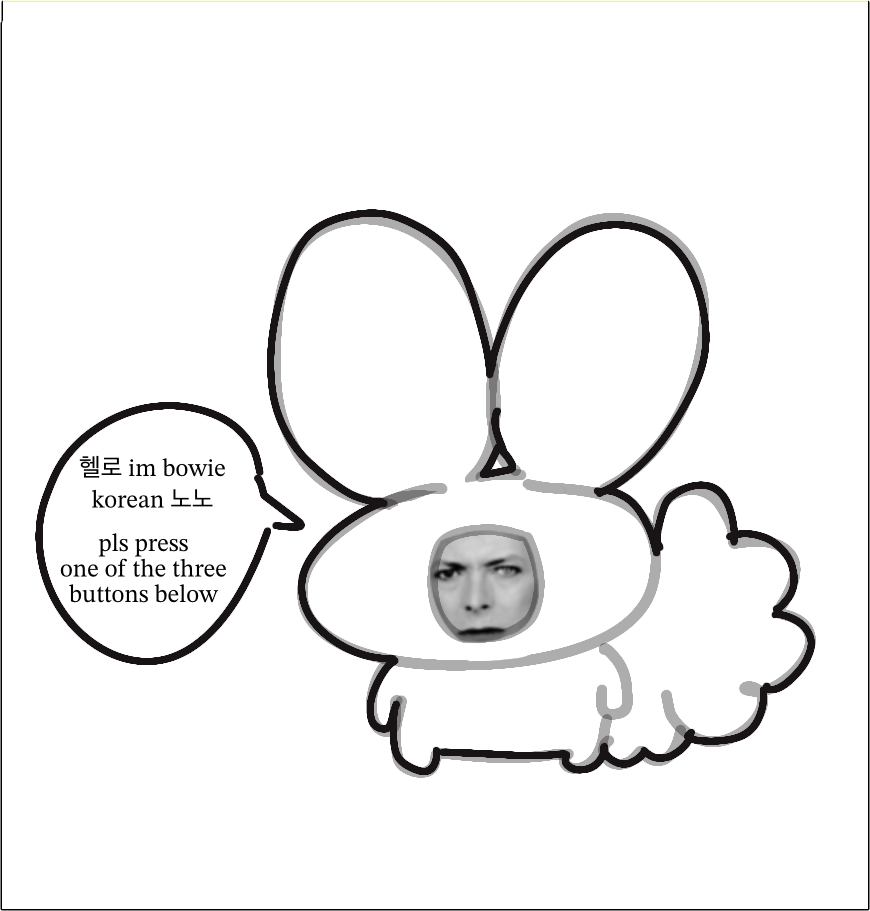 헬로 im bowie
korean 노노
pls press
one of the three
buttons below